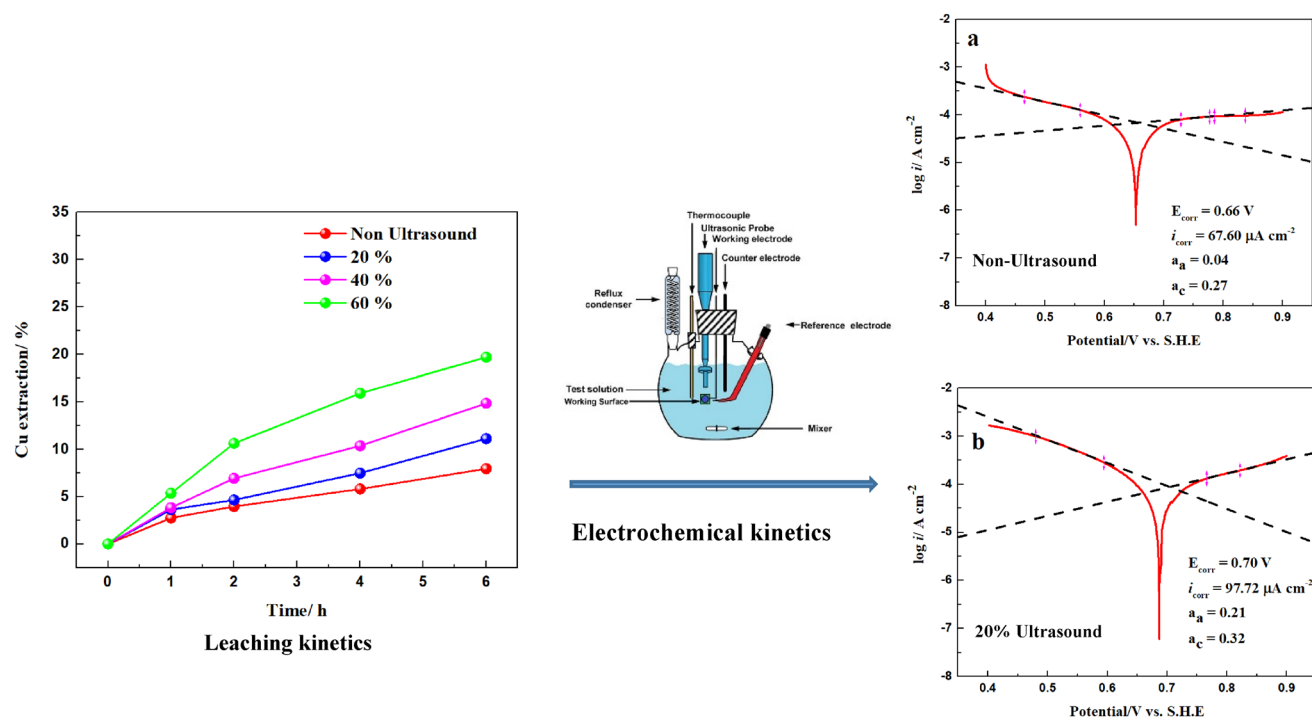 35
30
25
20
15
10
5
0
Cu extraction/ %
Non Ultrasound
20 %
40 %
60 %
0 1 2 3 4 5 6
Time/ h
Leaching kinetics
Thermocouple
Ultrasonic Probe
Working electrode
Counter electrode
Reflux
condenser
Reference electrode
Test solution
Working Surface
Mixer
Electrochemical kinetics
-2
-3
-4
-5
-6
-7
-8
log i/ A cm-2
a
Ecorr = 0.66 V
icorr = 67.60 μA cm-2
aa = 0.04
ac = 0.27
Non-Ultrasound
0.4 0.5 0.6 0.7 0.8 0.9
Potential/V vs. S.H.E
-2
-3
-4
-5
-6
-7
-8
log i/ A cm-2
b
Ecorr = 0.70 V
icorr = 97.72 μA cm-2
aa = 0.21
ac = 0.32
20% Ultrasound
0.4 0.5 0.6 0.7 0.8 0.9
Potential/V vs. S.H.E